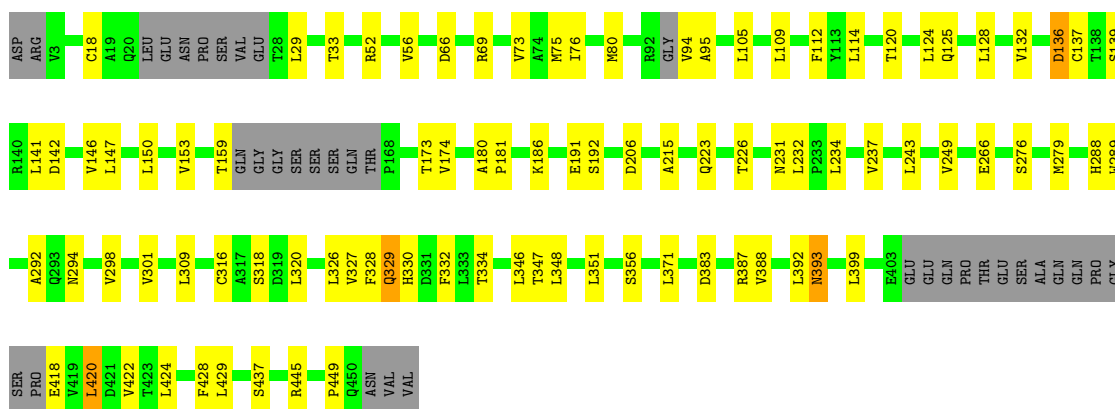 ASP ARG V3 C18 A19 Q20 LEU GLU ASN PRO SER VAL GLU T28 L29 T33 R52 V56 D66 R69 V73 A74 M75 I76 M80 R92 GLY V94 A95 L105 L109 F112 Y113 L114 T120 L124 Q125 L128 V132 D136 C137 T138 S139
R140 L141 D142 V146 L147 L150 V153 T159 GLN GLY GLY SER SER SER GLN THR P168 T173 V174 A180 P181 K186 E191 S192 D206 A215 Q223 T226 N231 L232 P233 L234 V237 L243 V249 E266 S276 M279 H288 W289
A292 Q293 N294 V298 V301 L309 C316 A317 S318 D319 L320 L326 V327 F328 Q329 H330 D331 F332 L333 T334 L346 T347 L348 L351 S356 L371 D383 R387 V388 L392 N393 L399 E403 GLU GLU GLN PRO THR GLU SER ALA GLN GLN PRO GLY
SER PRO E418 V419 L420 D421 V422 T423 L424 F428 L429 S437 R445 P449 Q450 ASN VAL VAL